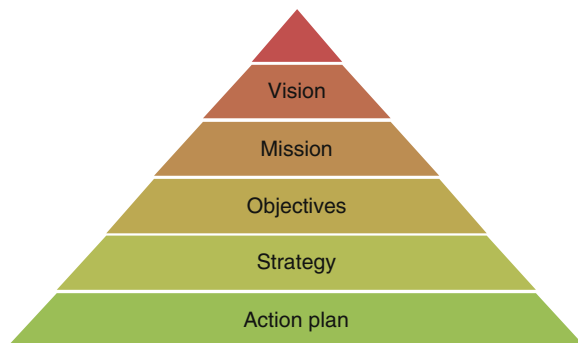 Vision
Mission
Objectives
Strategy
Action plan